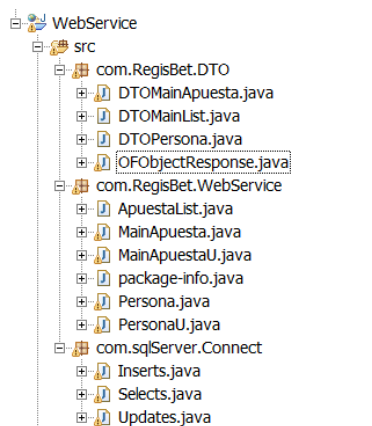 WebService
src
com.RegisBet.DTO
DTOMainApuesta.java
DTOMainList.java
DTOPersona.java
OFObjectResponse.java
com.RegisBet.WebService
ApuestaList.java
MainApuesta.java
MainApuestaU.java
package-info.java
Persona.java
PersonaU.java
com.sqlServer.Connect
Inserts.java
Selects.java
Updates.java